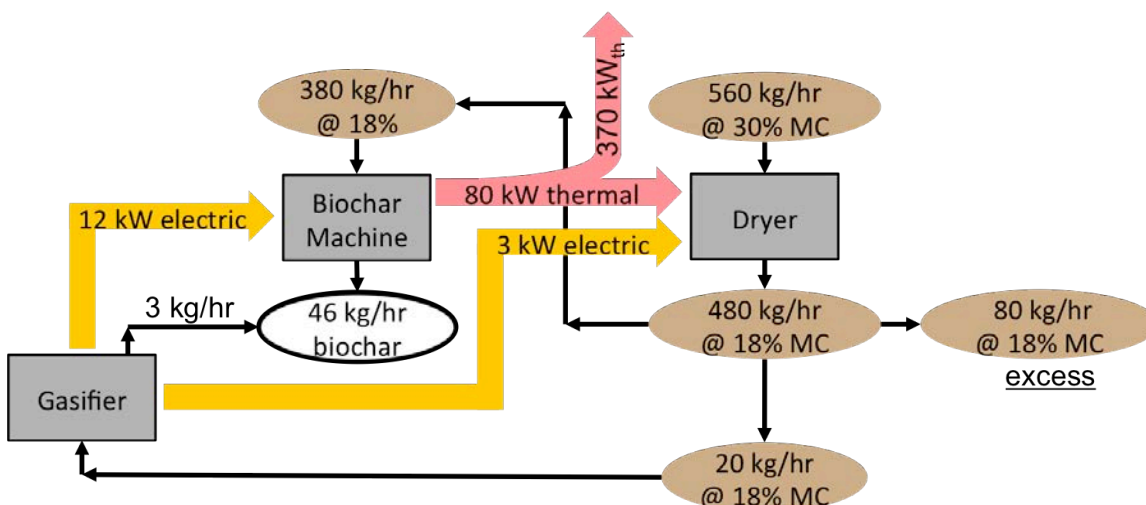 370 kWth
380 kg/hr
@ 18%
560 kg/hr
@ 30% MC
12 kW electric
Biochar
Machine
80 kW thermal
Dryer
3 kW electric
3 kg/hr
46 kg/hr
biochar
480 kg/hr
@ 18% MC
80 kg/hr
@ 18% MC
excess
Gasifier
20 kg/hr
@ 18% MC